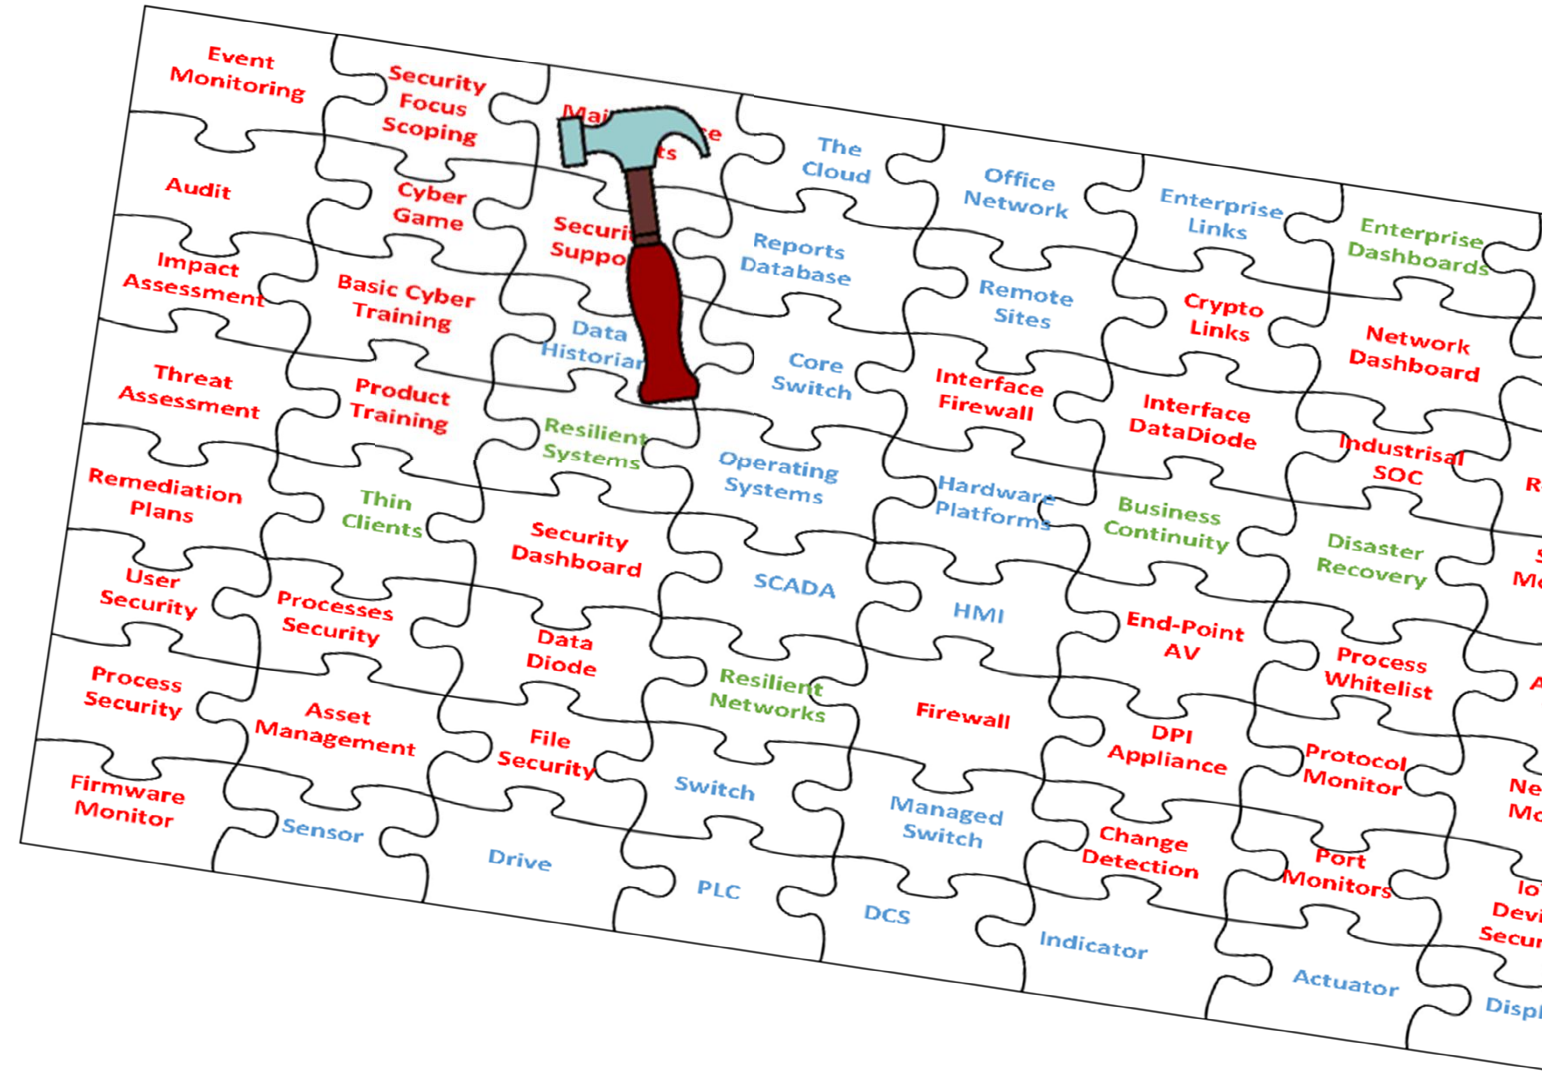 Event
Monitoring
Security
Focus
Scoping
The
Cloud
Office
Network
Enterprise
Links
Enterprise
Dashboards
Audit
Cyber
Game
Reports
Database
Remote
Sites
Crypto
Links
Network
Dashboard
Impact
Assessment
Basic Cyber
Training
Data
Core
Switch
Interface
Firewall
Interface
DataDiode
Industrisal
SOC
Threat
Assessment
Product
Training
Resilient
Systems
Operating
Systems
Hardware
Platforms
Business
Continuity
Disaster
Recovery
Remediation
Plans
Thin
Clients
Security
Dashboard
SCADA
HMI
End-Point
AV
Process
Whitelist
User
Security
Processes
Security
Data
Diode
Resilient
Networks
Firewall
DPI
Appliance
Protocol
Monitor
Process
Security
Asset
Management
File
Security
Switch
Managed
Switch
Change
Detection
Port
Monitors
Firmware
Monitor
Sensor
Drive
PLC
DCS
Indicator
Actuator